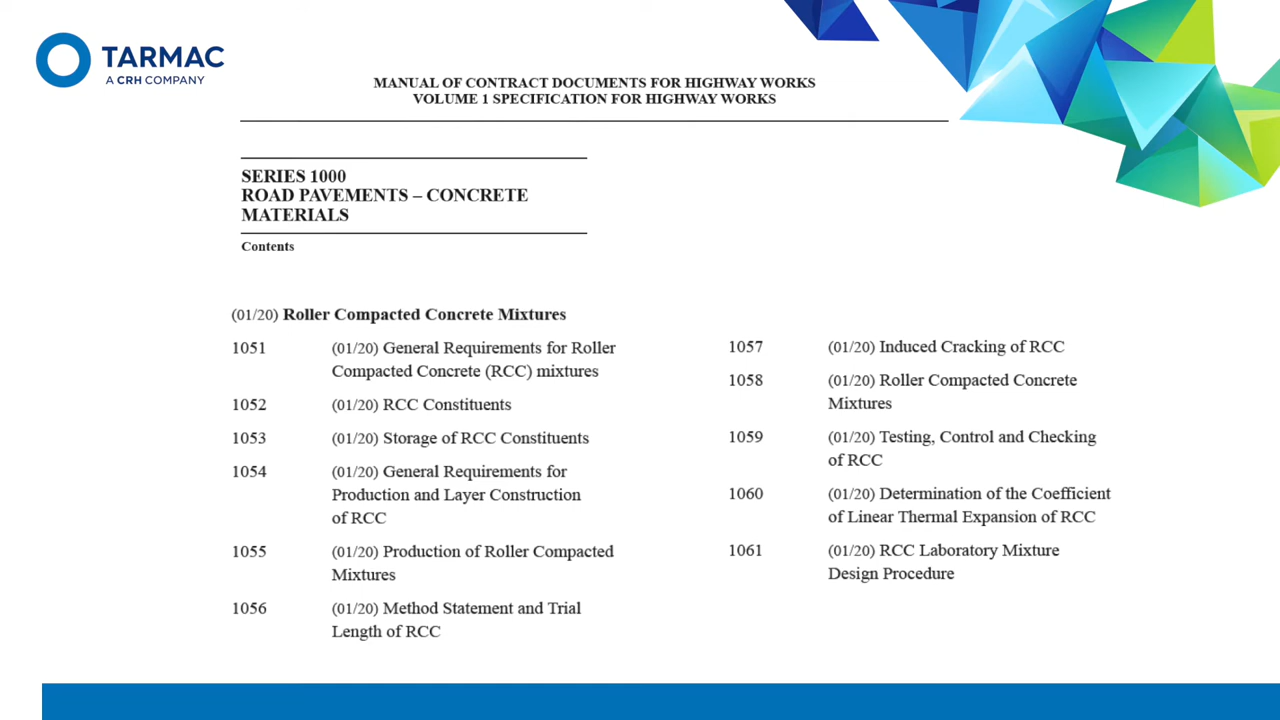 TARMAC
A CRH COMPANY
MANUAL OF CONTRACT DOCUMENTS FOR HIGHWAY WORKS
VOLUME 1 SPECIFICATION FOR HIGHWAY WORKS
SERIES 1000
ROAD PAVEMENTS – CONCRETE
MATERIALS
Contents
(01/20) Roller Compacted Concrete Mixtures
1051 (01/20) General Requirements for Roller
Compacted Concrete (RCC) mixtures
1052 (01/20) RCC Constituents
1053 (01/20) Storage of RCC Constituents
1054 (01/20) General Requirements for
Production and Layer Construction
of RCC
1055 (01/20) Production of Roller Compacted
Mixtures
1056 (01/20) Method Statement and Trial
Length of RCC
1057 (01/20) Induced Cracking of RCC
1058 (01/20) Roller Compacted Concrete
Mixtures
1059 (01/20) Testing, Control and Checking
of RCC
1060 (01/20) Determination of the Coefficient
of Linear Thermal Expansion of RCC
1061 (01/20) RCC Laboratory Mixture
Design Procedure